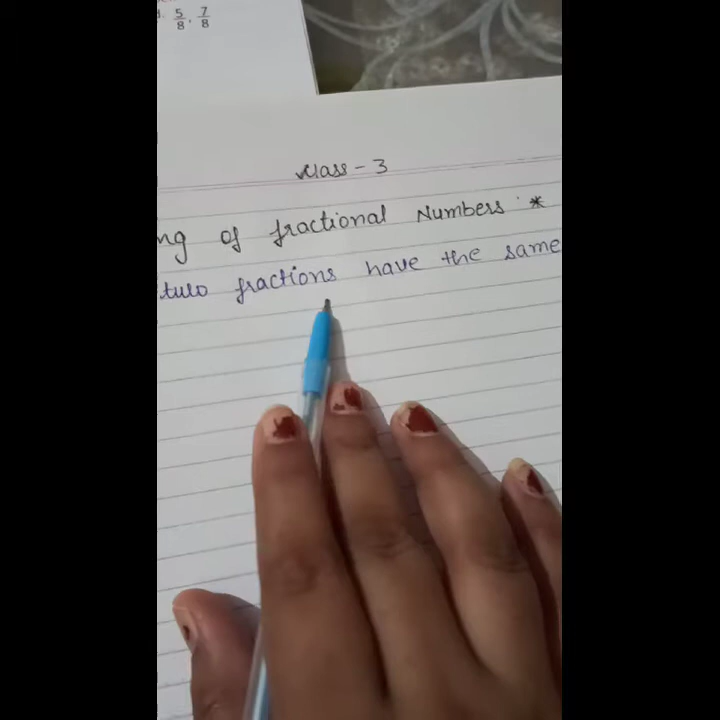 5/8, 7/8
Class - 3
ng of fractional Numbers *
two fractions have the same